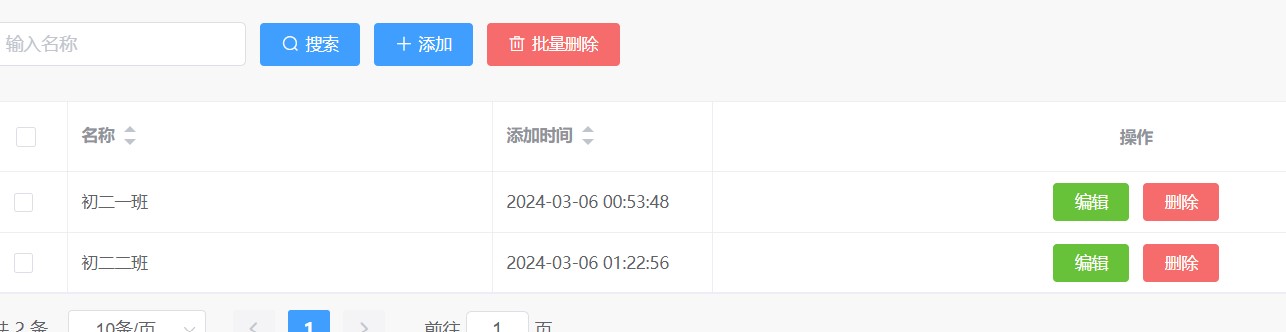 输入名称 搜索 添加 批量删除
名称 添加时间 操作
初二一班 2024-03-06 00:53:48 编辑 删除
初二二班 2024-03-06 01:22:56 编辑 删除
共 2 条 10条/页 1 前往 1 页